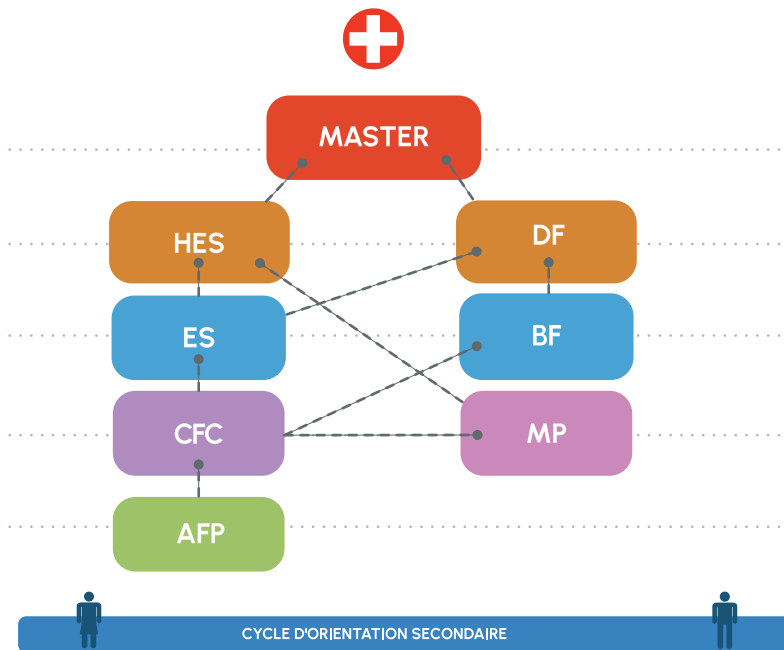 MASTER
HES
DF
ES
BF
CFC
MP
AFP
CYCLE D'ORIENTATION SECONDAIRE